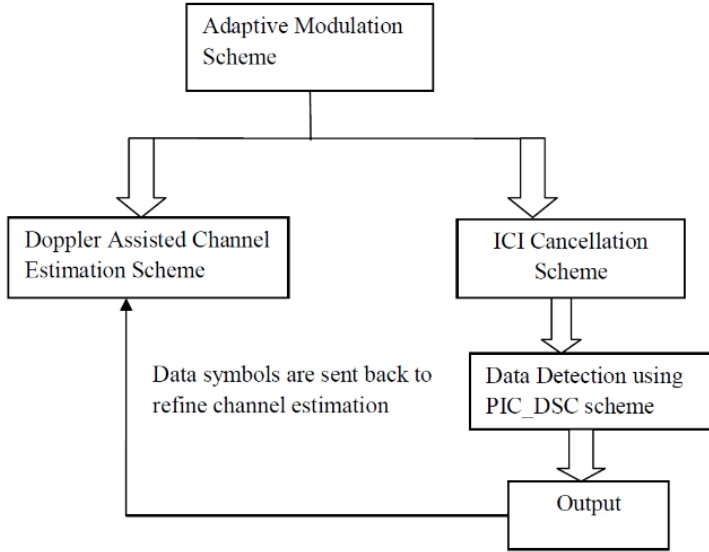 Adaptive Modulation
Scheme
Doppler Assisted Channel
Estimation Scheme
ICI Cancellation
Scheme
Data symbols are sent back to
refine channel estimation
Data Detection using
PIC_DSC scheme
Output